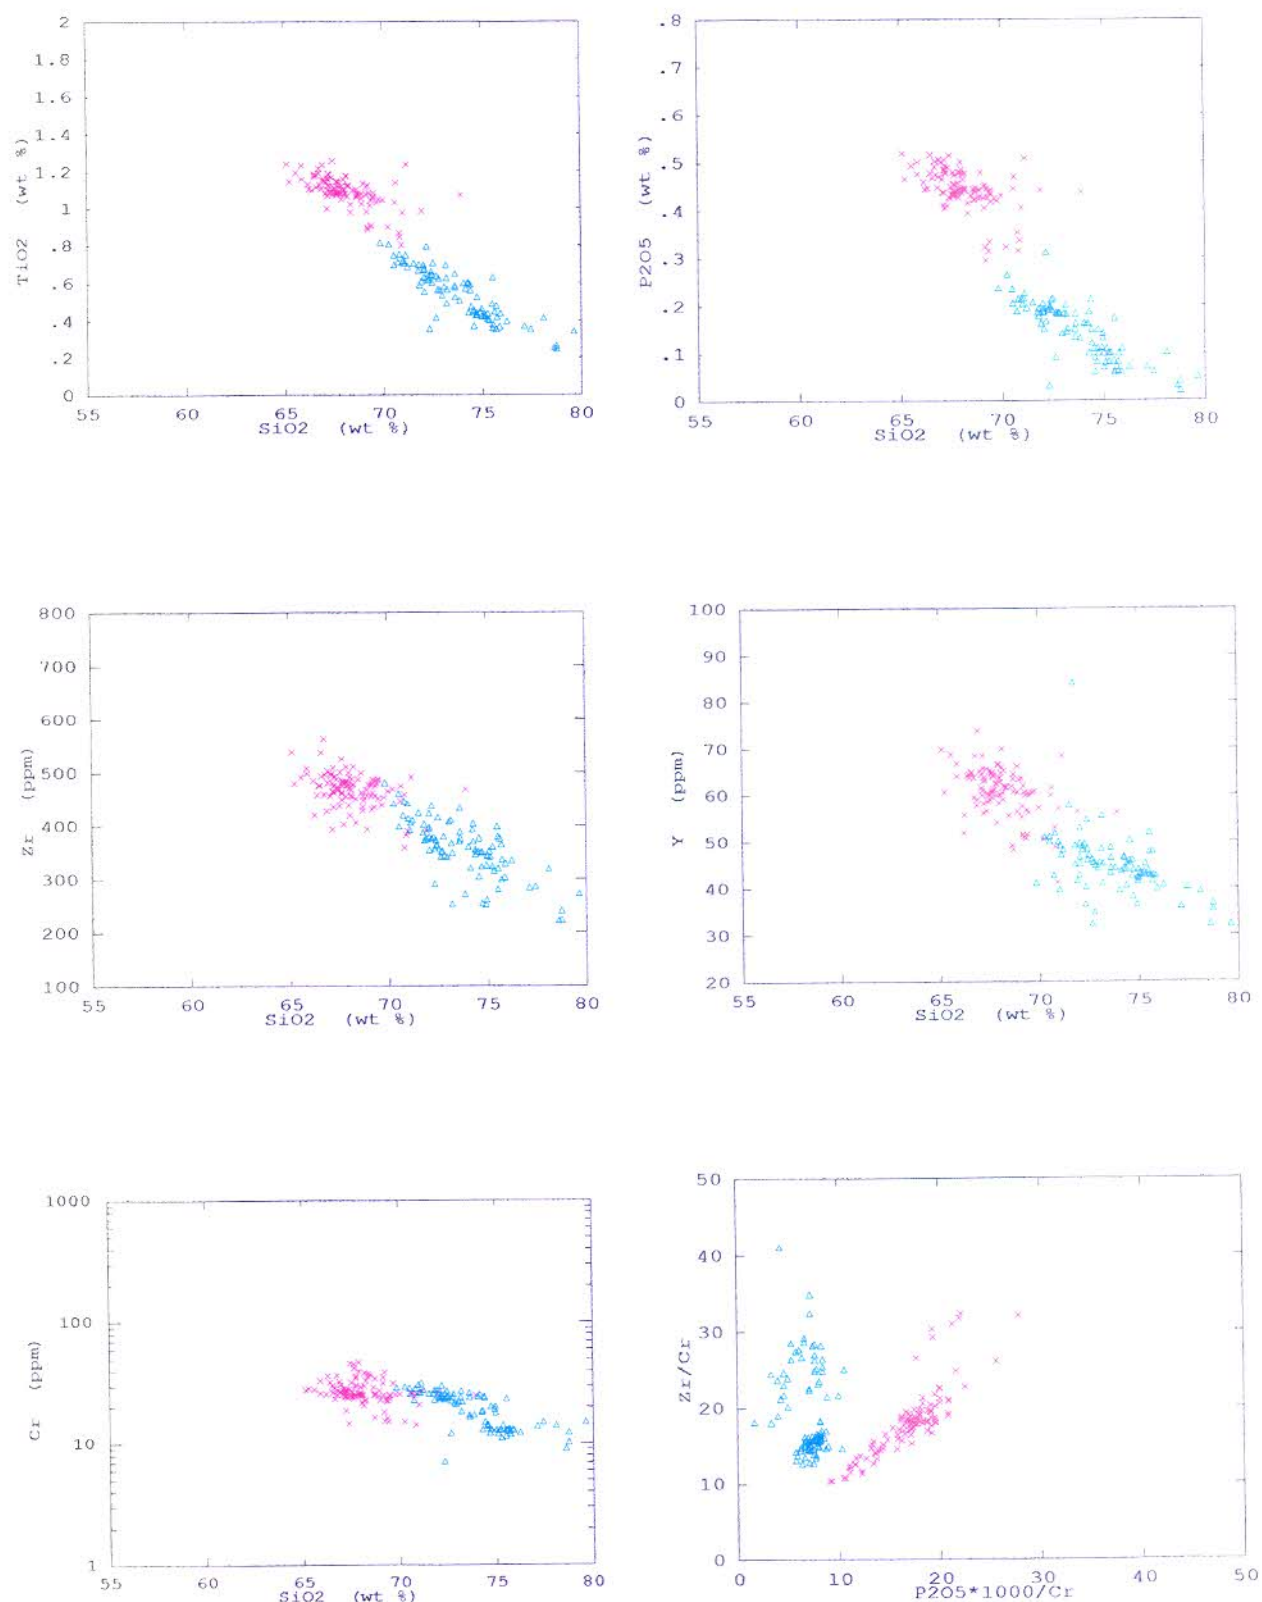 2
1.8
1.6
1.4
1.2
1
.8
.6
.4
.2
0
TiO2 (wt %)
55 60 65 70 75 80
SiO2 (wt %)
.8
.7
.6
.5
.4
.3
.2
.1
0
P2O5 (wt %)
55 60 65 70 75 80
SiO2 (wt %)
800
700
600
500
400
300
200
100
Zr (ppm)
55 60 65 70 75 80
SiO2 (wt %)
100
90
80
70
60
50
40
30
20
Y (ppm)
55 60 65 70 75 80
SiO2 (wt %)
1000
100
10
1
Cr (ppm)
55 60 65 70 75 80
SiO2 (wt %)
50
40
30
20
10
0
Zr/Cr
0 10 20 30 40 50
P2O5*1000/Cr